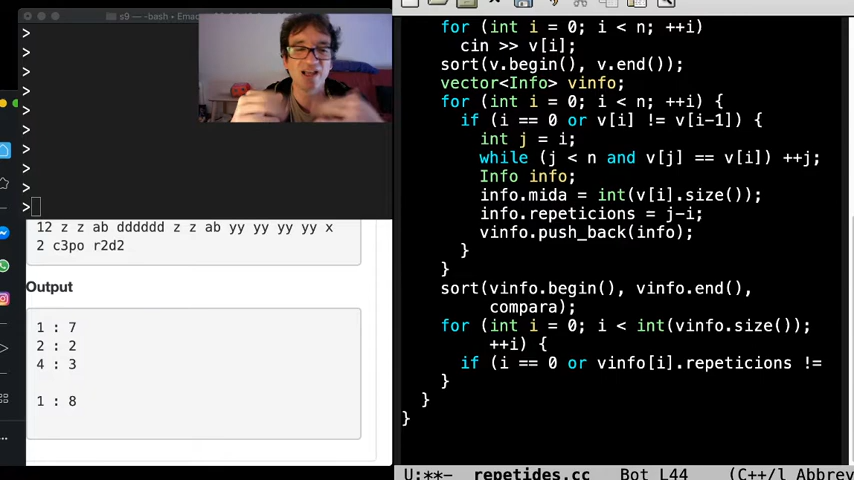 s9 — -bash
Emac
>
>
>
>
>
>
>
>
>
>
12 z z ab dddddd z z ab yy yy yy yy x
2 c3po r2d2
Output
1 : 7
2 : 2
4 : 3
1 : 8
for (int i = 0; i < n; ++i)
cin >> v[i];
sort(v.begin(), v.end());
vector<Info> vinfo;
for (int i = 0; i < n; ++i) {
if (i == 0 or v[i] != v[i-1]) {
int j = i;
while (j < n and v[j] == v[i]) ++j;
Info info;
info.mida = int(v[i].size());
info.repeticions = j-i;
vinfo.push_back(info);
}
}
sort(vinfo.begin(), vinfo.end(),
compara);
for (int i = 0; i < int(vinfo.size());
++i) {
if (i == 0 or vinfo[i].repeticions !=
}
}
}
U:**- repetides.cc Bot L44 (C++/l Abbrev